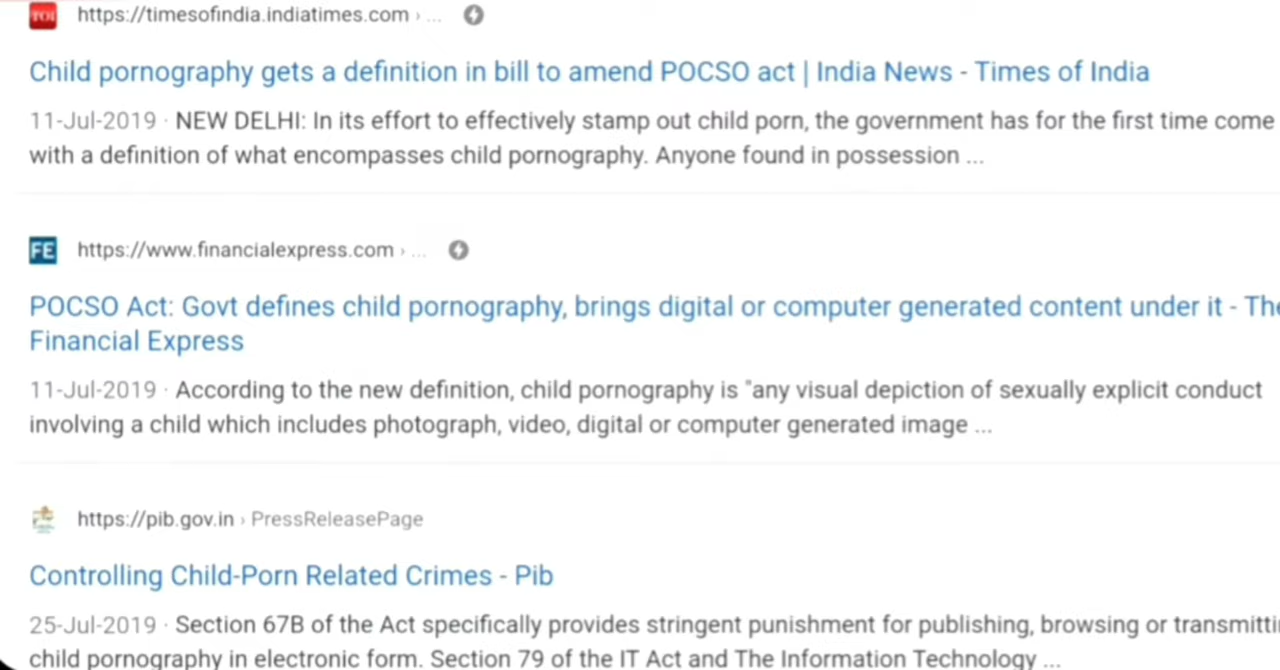 TOI https://timesofindia.indiatimes.com › ...
Child pornography gets a definition in bill to amend POCSO act | India News - Times of India
11-Jul-2019 · NEW DELHI: In its effort to effectively stamp out child porn, the government has for the first time come
with a definition of what encompasses child pornography. Anyone found in possession ...
FE https://www.financialexpress.com › ...
POCSO Act: Govt defines child pornography, brings digital or computer generated content under it - The
Financial Express
11-Jul-2019 · According to the new definition, child pornography is "any visual depiction of sexually explicit conduct
involving a child which includes photograph, video, digital or computer generated image ...
https://pib.gov.in › PressReleasePage
Controlling Child-Porn Related Crimes - Pib
25-Jul-2019 · Section 67B of the Act specifically provides stringent punishment for publishing, browsing or
child pornography in electronic form. Section 79 of the IT Act and The Information Technology ...